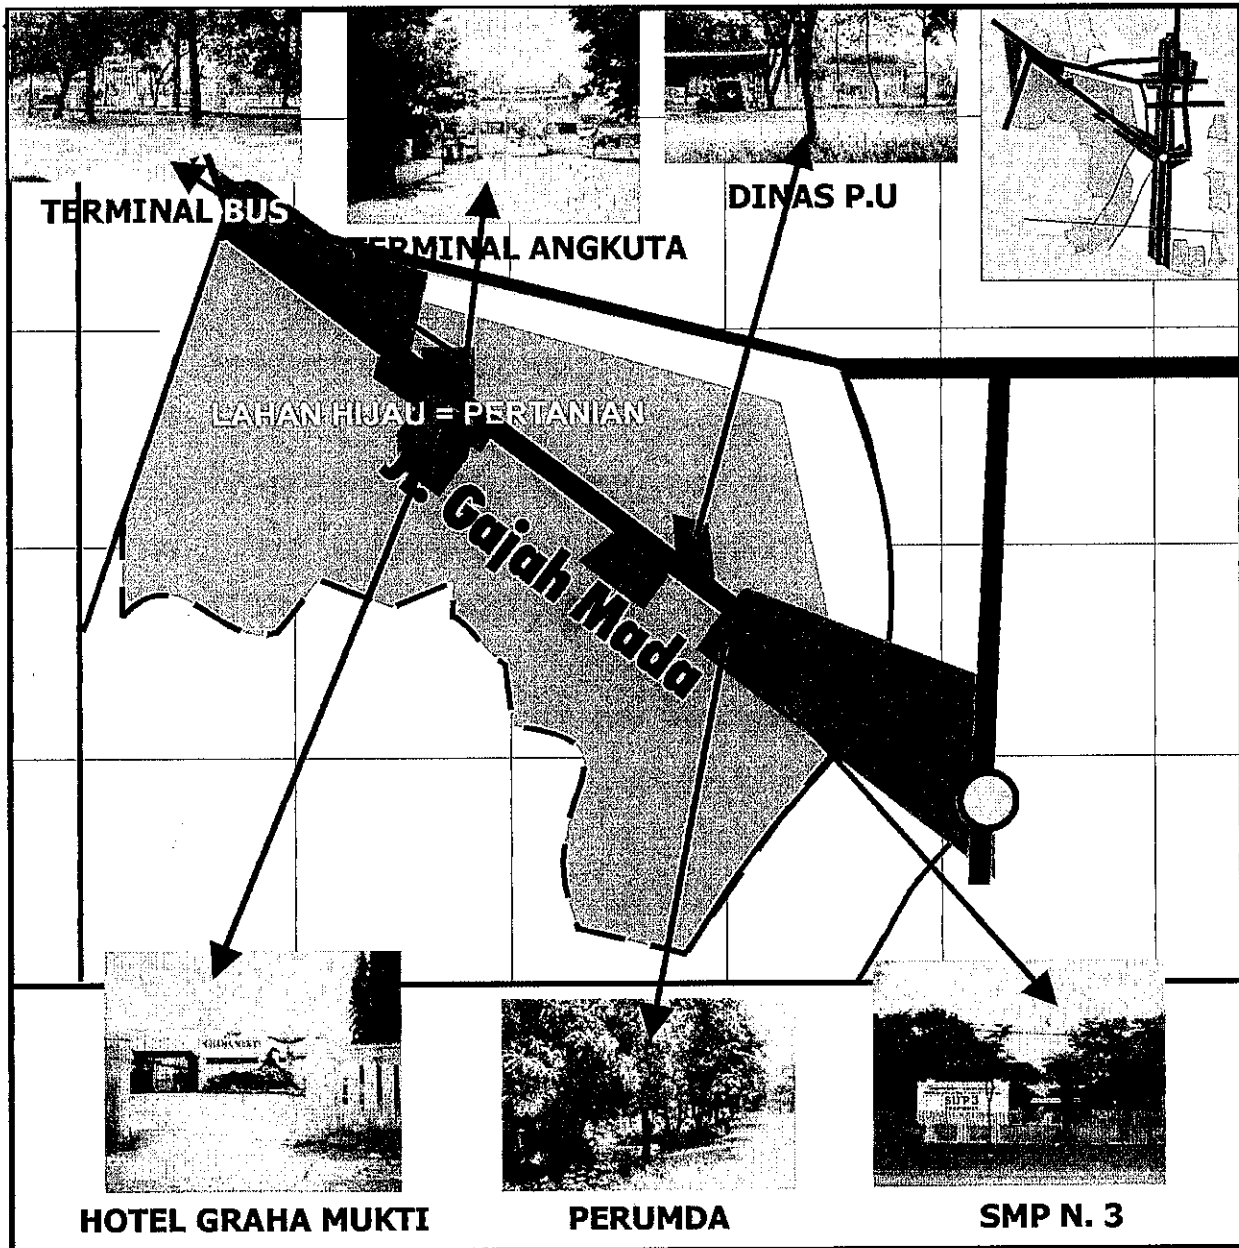 TERMINAL BUS
TERMINAL ANGKUTA
DINAS P.U
LAHAN HIJAU = PERTANIAN
Jl. Gajah Mada
HOTEL GRAHA MUKTI
PERUMDA
SMP N. 3